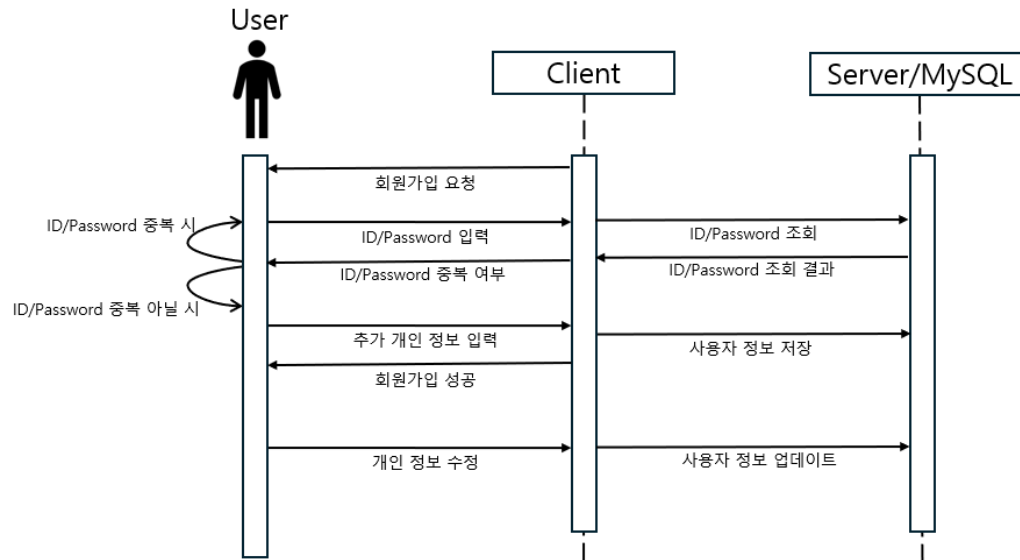 User
Client
Server/MySQL
회원가입 요청
ID/Password 중복 시
ID/Password 입력
ID/Password 조회
ID/Password 중복 여부
ID/Password 조회 결과
ID/Password 중복 아닐 시
추가 개인 정보 입력
사용자 정보 저장
회원가입 성공
개인 정보 수정
사용자 정보 업데이트